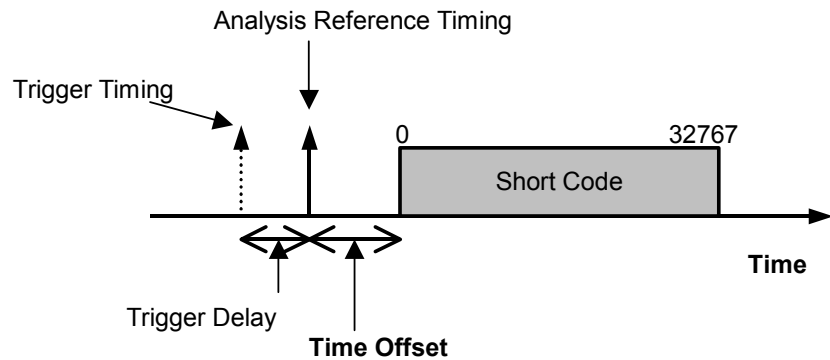 Analysis Reference Timing
Trigger Timing
0
32767
Short Code
Time
Trigger Delay
Time Offset